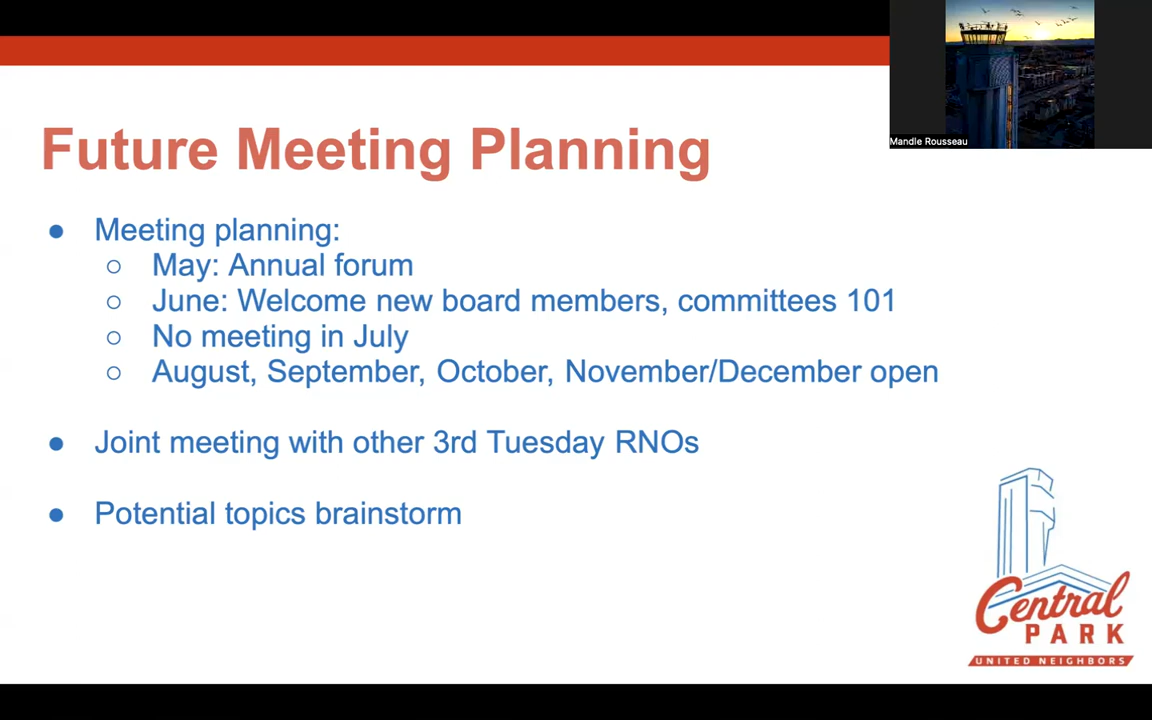 Mandle Rousseau
Future Meeting Planning
● Meeting planning:
○ May: Annual forum
○ June: Welcome new board members, committees 101
○ No meeting in July
○ August, September, October, November/December open
● Joint meeting with other 3rd Tuesday RNOs
● Potential topics brainstorm
Central
PARK
UNITED NEIGHBORS